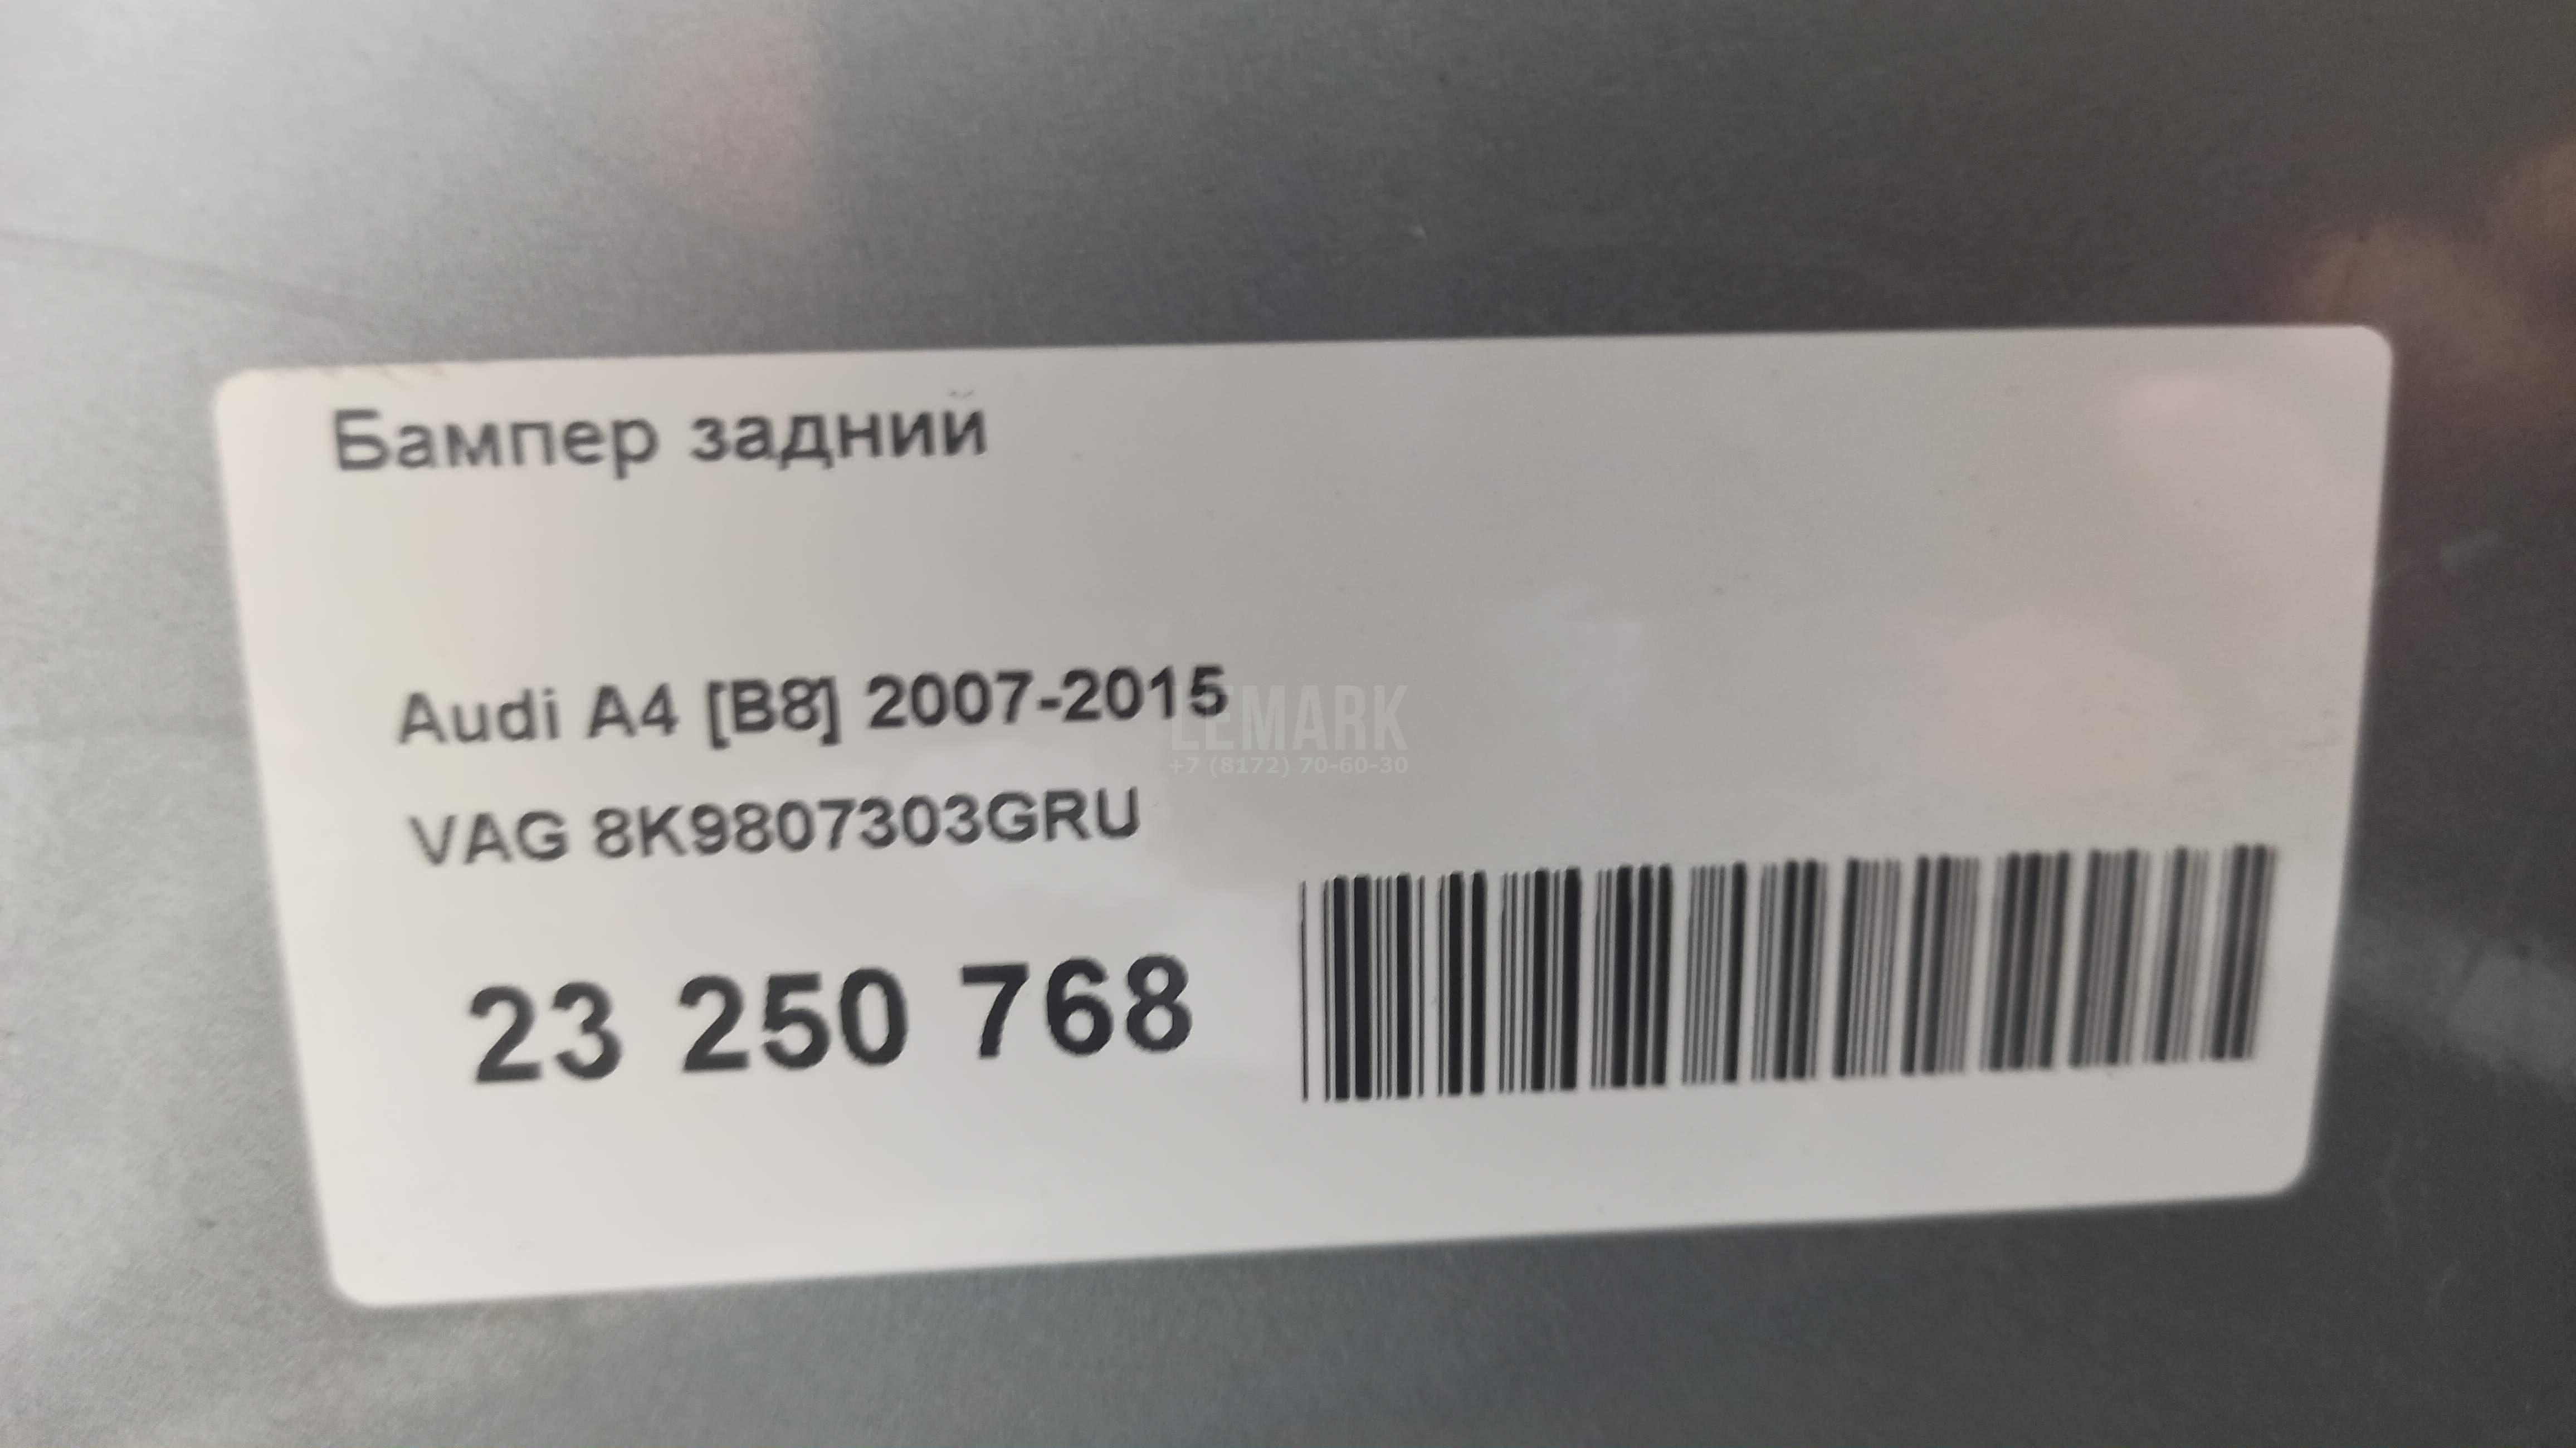 Бампер задний
Audi A4 [B8] 2007-2015
LEMARK
+7 (8172) 70-60-30
VAG 8K9807303GRU
23 250 768